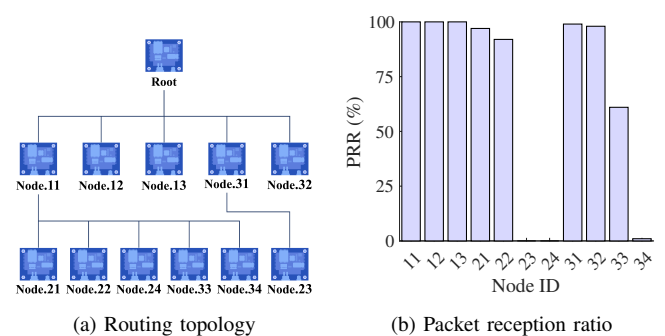 Root
Node.11 Node.12 Node.13 Node.31 Node.32
Node.21 Node.22 Node.24 Node.33 Node.34 Node.23
(a) Routing topology
PRR (%)
100
75
50
25
0
11 12 13 21 22 23 24 31 32 33 34
Node ID
(b) Packet reception ratio